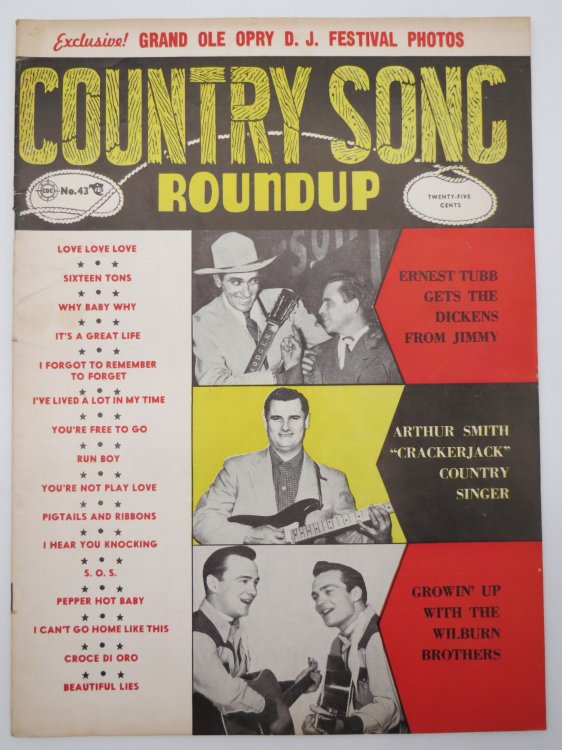 Exclusive! GRAND OLE OPRY D. J. FESTIVAL PHOTOS
COUNTRY SONG
ROUNDUP
CDC No. 43
TWENTY-FIVE
CENTS
LOVE LOVE LOVE
SIXTEEN TONS
WHY BABY WHY
IT'S A GREAT LIFE
I FORGOT TO REMEMBER
TO FORGET
I'VE LIVED A LOT IN MY TIME
YOU'RE FREE TO GO
RUN BOY
YOU'RE NOT PLAY LOVE
PIGTAILS AND RIBBONS
I HEAR YOU KNOCKING
S. O. S.
PEPPER HOT BABY
I CAN'T GO HOME LIKE THIS
CROCE DI ORO
BEAUTIFUL LIES
ERNEST TUBB
GETS THE
DICKENS
FROM JIMMY
ARTHUR SMITH
"CRACKERJACK"
COUNTRY
SINGER
GROWIN' UP
WITH THE
WILBURN
BROTHERS